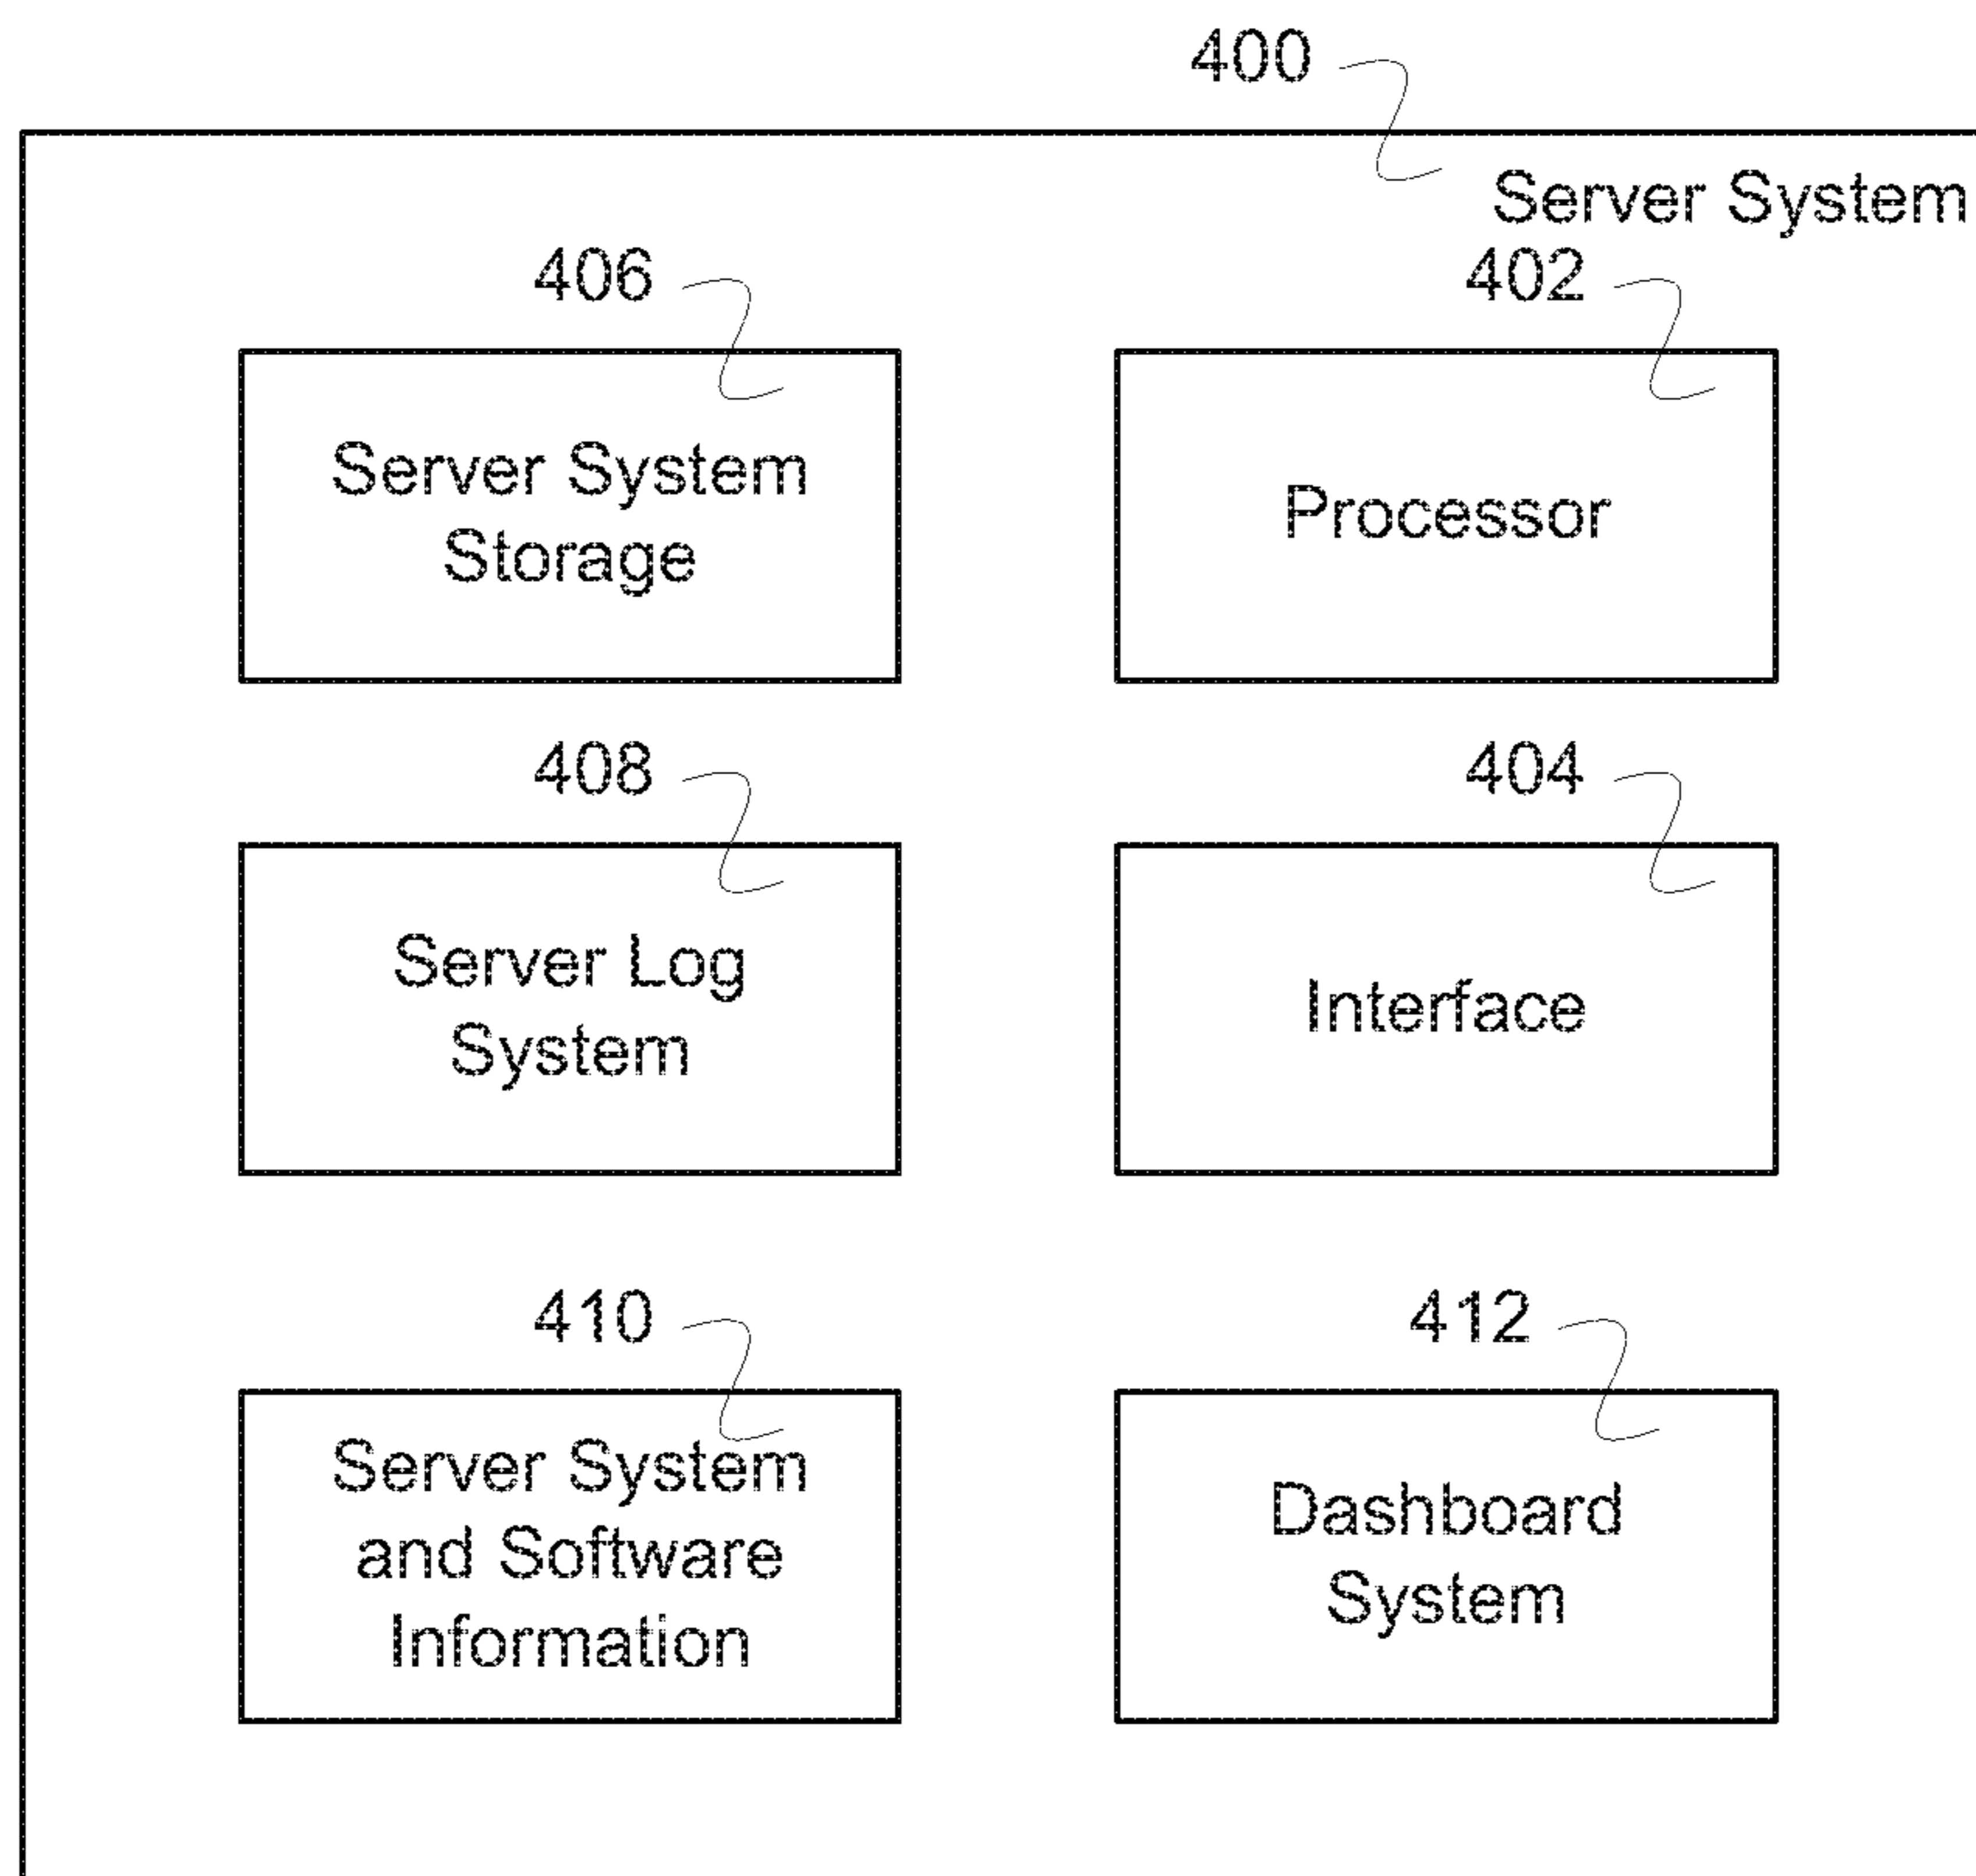 400
Server System
406
402
Server System
Storage
Processor
408
404
Server Log
System
Interface
410
412
Server System
and Software
Information
Dashboard
System